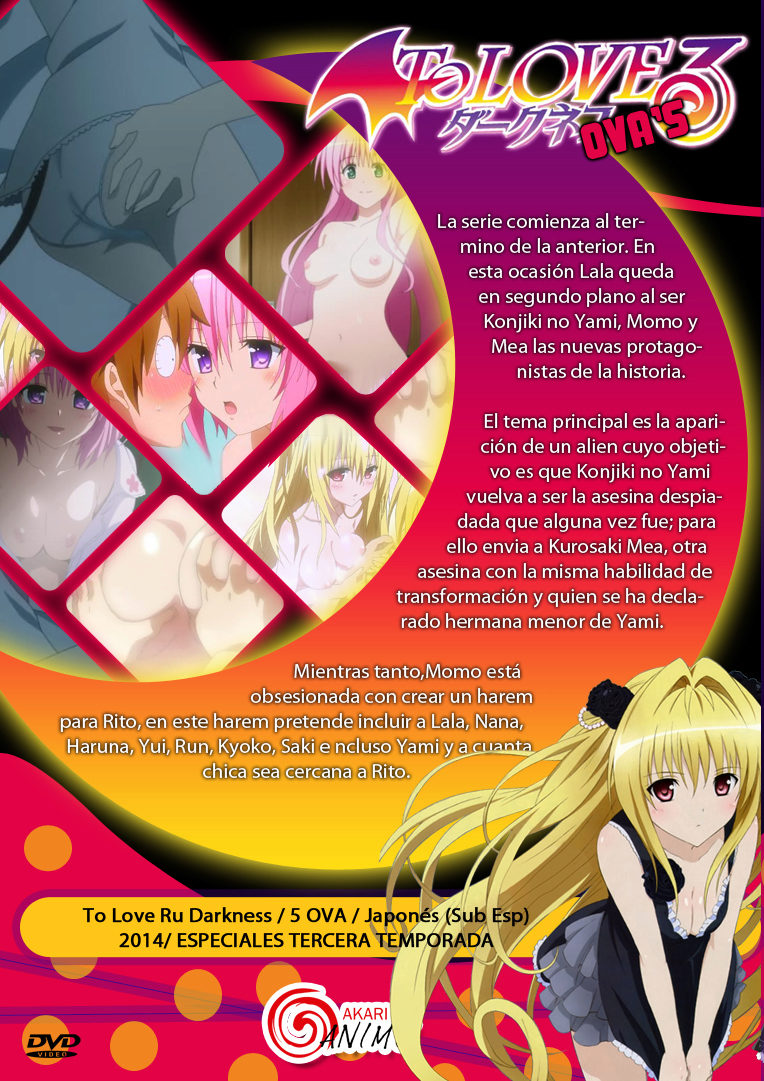 To LOVEる
ダークネス
OVA'S
La serie comienza al ter-
mino de la anterior. En
esta ocasión Lala queda
en segundo plano al ser
Konjiki no Yami, Momo y
Mea las nuevas protago-
nistas de la historia.
El tema principal es la apari-
ción de un alien cuyo objeti-
vo es que Konjiki no Yami
vuelva a ser la asesina despia-
dada que alguna vez fue; para
ello envia a Kurosaki Mea, otra
asesina con la misma habilidad de
transformación y quien se ha decla-
rado hermana menor de Yami.
Mientras tanto,Momo está
obsesionada con crear un harem
para Rito, en este harem pretende incluir a Lala, Nana,
Haruna, Yui, Run, Kyoko, Saki e ncluso Yami y a cuanta
chica sea cercana a Rito.
To Love Ru Darkness / 5 OVA / Japonés (Sub Esp)
2014/ ESPECIALES TERCERA TEMPORADA
AKARI
ANIM
DVD
VIDEO